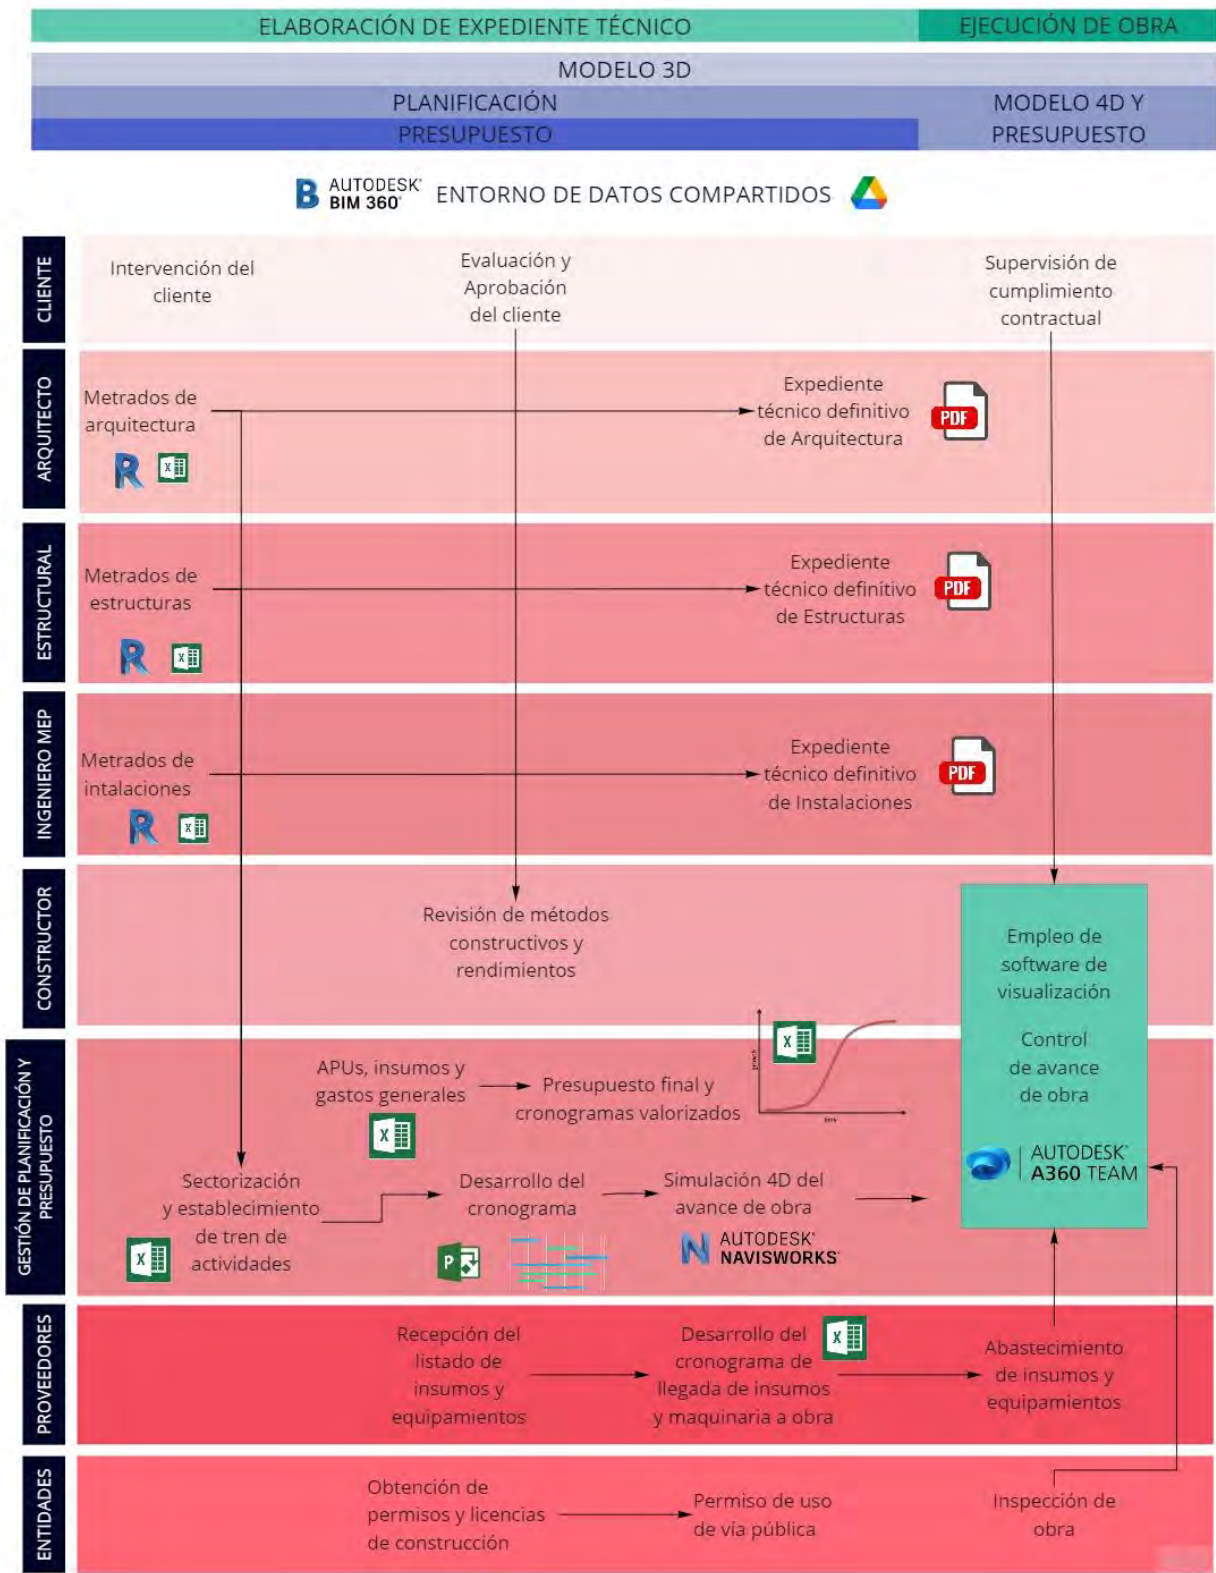 ELABORACIÓN DE EXPEDIENTE TÉCNICO
EJECUCIÓN DE OBRA
MODELO 3D
PLANIFICACIÓN
PRESUPUESTO
MODELO 4D Y
PRESUPUESTO
B AUTODESK
BIM 360
ENTORNO DE DATOS COMPARTIDOS
CLIENTE
Intervención del
cliente
Evaluación y
Aprobación
del cliente
Supervisión de
cumplimiento
contractual
ARQUITECTO
Metrados de
arquitectura
R X
Expediente
técnico definitivo
de Arquitectura
PDF
ESTRUCTURAL
Metrados de
estructuras
R X
Expediente
técnico definitivo
de Estructuras
PDF
INGENIERO MEP
Metrados de
intalaciones
R X
Expediente
técnico definitivo
de Instalaciones
PDF
CONSTRUCTOR
Revisión de métodos
constructivos y
rendimientos
Empleo de
software de
visualización
Control
de avance
de obra
AUTODESK
A360 TEAM
GESTIÓN DE PLANIFICACIÓN Y
PRESUPUESTO
APUs, insumos y
gastos generales
X
Presupuesto final y
cronogramas valorizados
X
Sectorización
y establecimiento
de tren de
actividades
X
Desarrollo del
cronograma
P
Simulación 4D del
avance de obra
N AUTODESK
NAVISWORKS
PROVEEDORES
Recepción del
listado de
insumos y
equipamientos
Desarrollo del
cronograma de
llegada de insumos
y maquinaria a obra
X
Abastecimiento
de insumos y
equipamientos
ENTIDADES
Obtención de
permisos y licencias
de construcción
Permiso de uso
de vía pública
Inspección de
obra